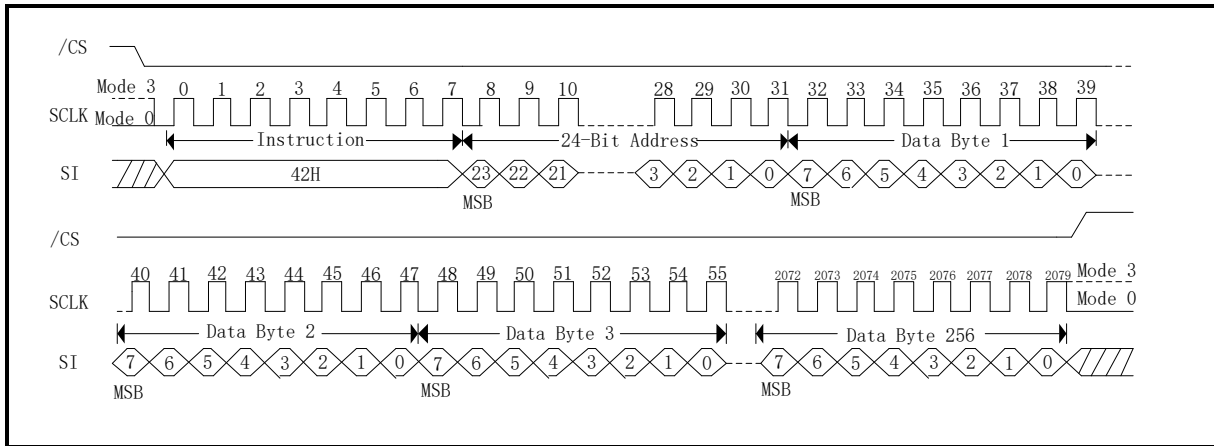 /CS
Mode 3 0 1 2 3 4 5 6 7 8 9 10 28 29 30 31 32 33 34 35 36 37 38 39
SCLK Mode 0
Instruction 24-Bit Address Data Byte 1
SI 42H 23 22 21 3 2 1 0 7 6 5 4 3 2 1 0
MSB MSB
/CS
40 41 42 43 44 45 46 47 48 49 50 51 52 53 54 55 2072 2073 2074 2075 2076 2077 2078 2079 Mode 3
SCLK Mode 0
Data Byte 2 Data Byte 3 Data Byte 256
SI 7 6 5 4 3 2 1 0 7 6 5 4 3 2 1 0 7 6 5 4 3 2 1 0
MSB MSB MSB